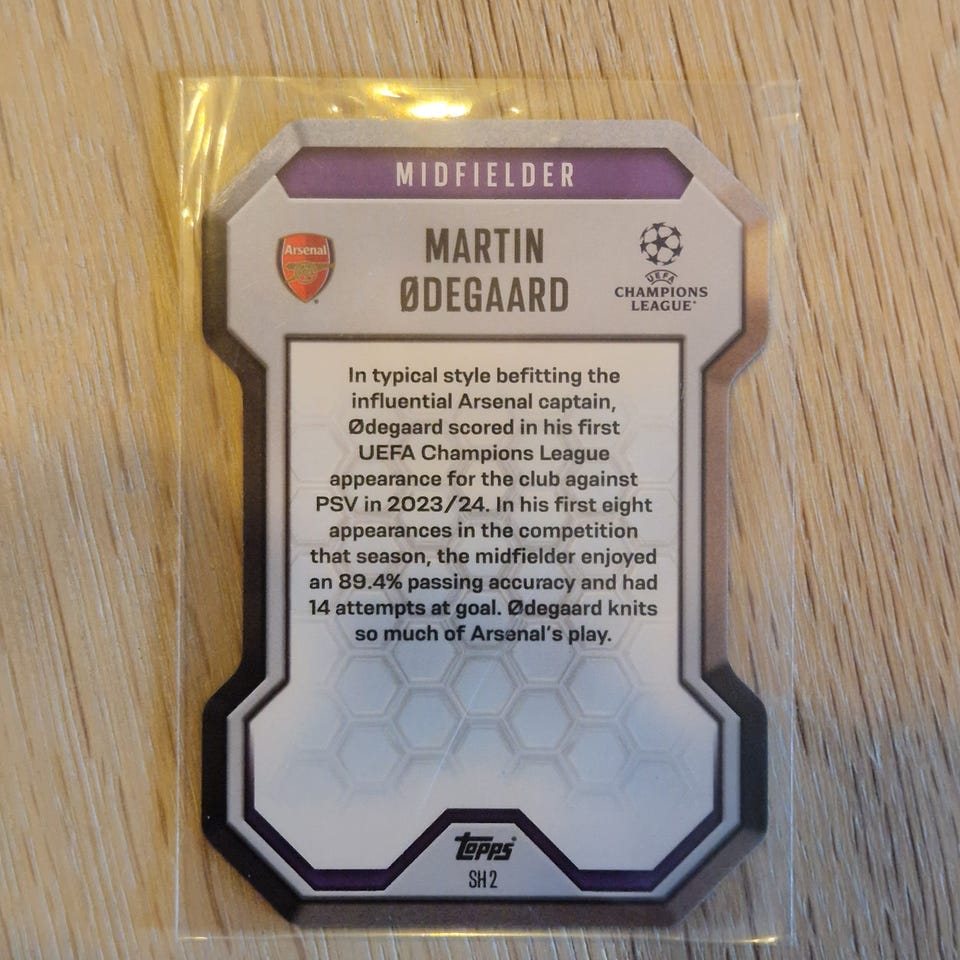 MIDFIELDER
Arsenal
MARTIN
ØDEGAARD
UEFA
CHAMPIONS
LEAGUE
In typical style befitting the
influential Arsenal captain,
Ødegaard scored in his first
UEFA Champions League
appearance for the club against
PSV in 2023/24. In his first eight
appearances in the competition
that season, the midfielder enjoyed
an 89.4% passing accuracy and had
14 attempts at goal. Ødegaard knits
so much of Arsenal's play.
topps
SH 2